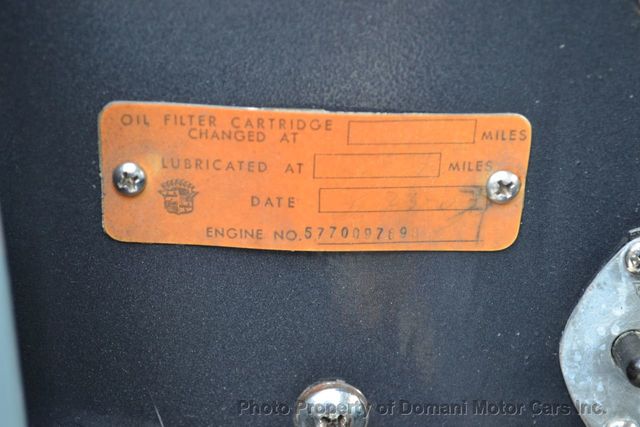 OIL FILTER CARTRIDGE
CHANGED AT MILES
LUBRICATED AT MILES
DATE
ENGINE NO.
Photo Property of Domani Motor Cars Inc.